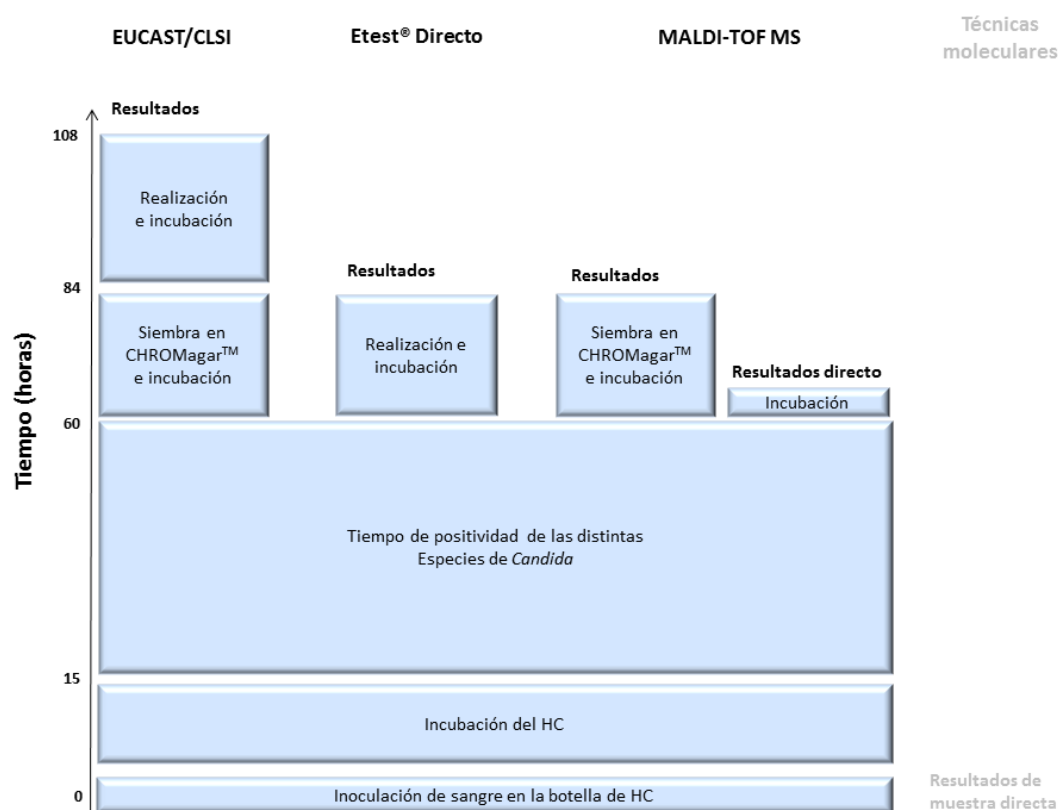 EUCAST/CLSI
Etest® Directo
MALDI-TOF MS
Técnicas
moleculares
Resultados
108
Realización
e incubación
Resultados
Resultados
84
Siembra en
CHROMagar™
e incubación
Realización e
incubación
Siembra en
CHROMagar™
e incubación
Resultados directo
Incubación
60
Tiempo (horas)
Tiempo de positividad de las distintas
Especies de Candida
15
Incubación del HC
0
Inoculación de sangre en la botella de HC
Resultados de
muestra directa